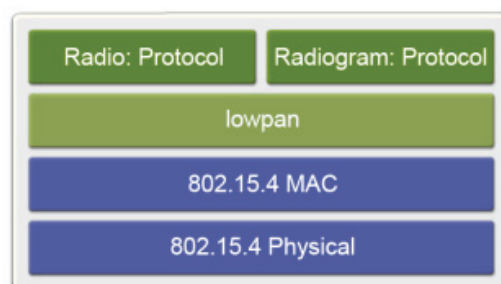 Radio: Protocol Radiogram: Protocol
lowpan
802.15.4 MAC
802.15.4 Physical